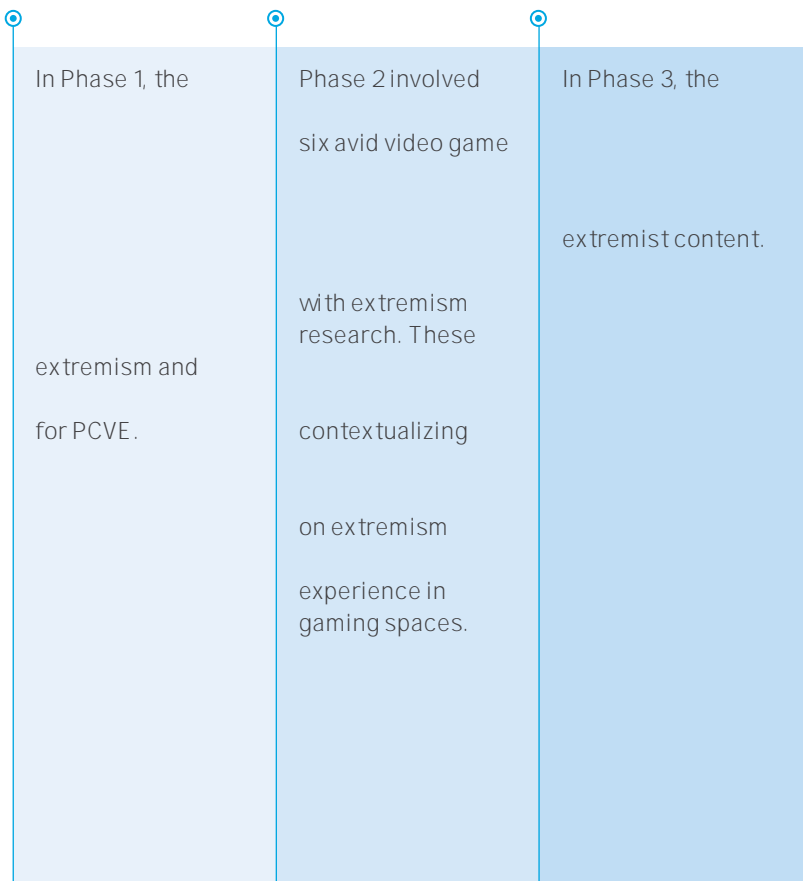 In Phase 1, the
extremism and
for PCVE.
Phase 2 involved
six avid video game
with extremism
research. These
contextualizing
on extremism
experience in
gaming spaces.
In Phase 3, the
extremist content.